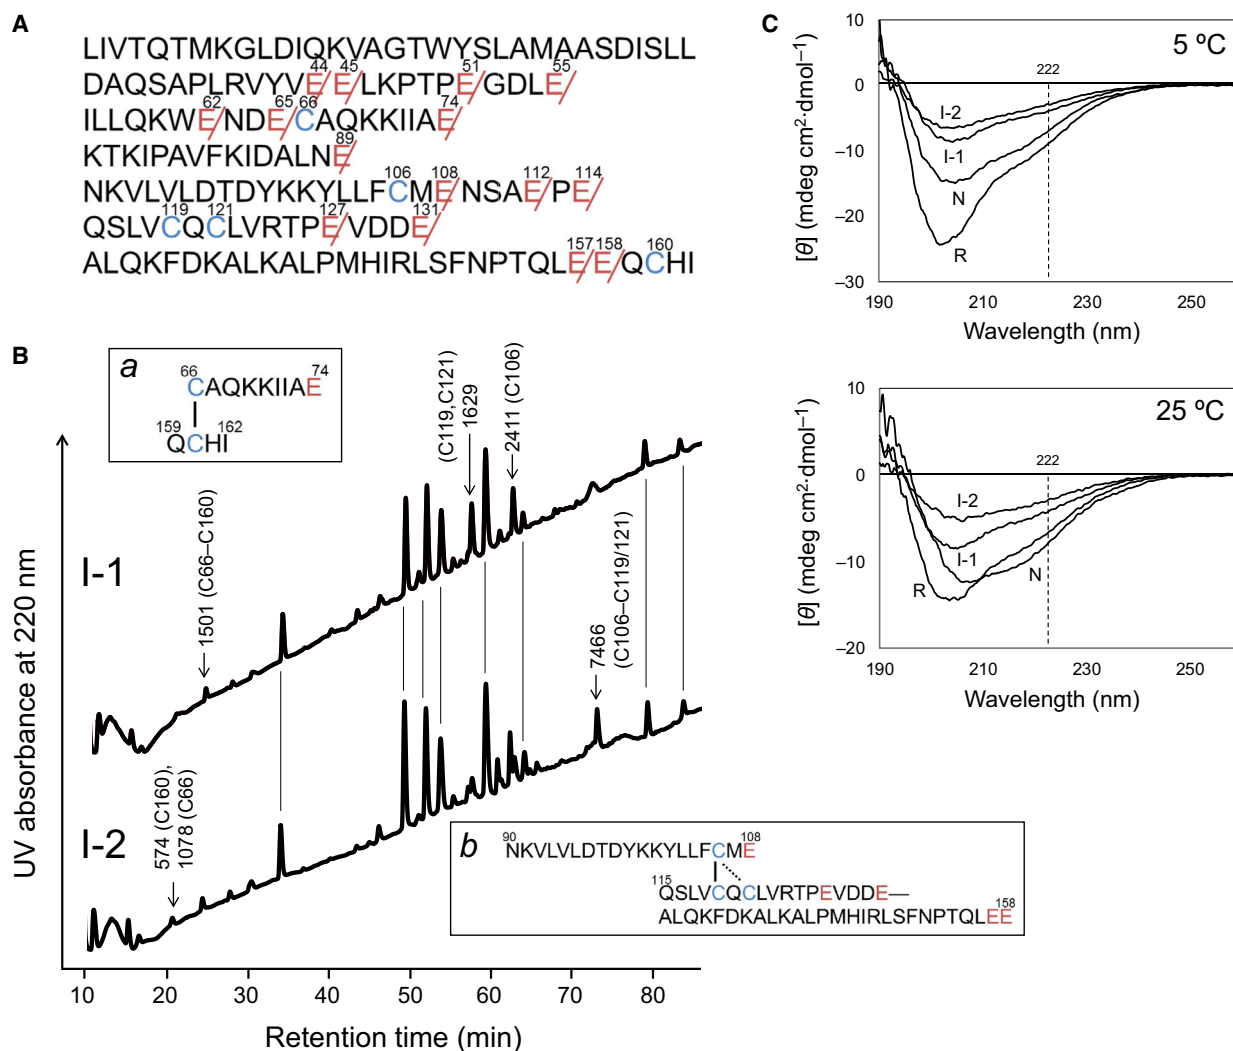 A
LIVTQTMKGLDIQKVAGTWYSLAMAASDISLL
44 45 51 55
DAQSAPLRVYVE/E/LKPTPE/GDLE/
62 65 66 74
ILLQKWE/NDE/CAQKKIIAE/
89
KTKIPAVFKIDALNE/
106 108 112 114
NKVLVLDTDYKKYLLFCME/NSAE/PE/
119 121 127 131
QSLVCQCLVRTPE/VDDE/
157 158 160
ALQKFDKALKALPMHIRLSFNPTQLE/E/QCHI
B
UV absorbance at 220 nm
a
66 74
CAQKKIIAE
159 162
QCHI
I-1
1501 (C66–C160)
(C119,C121)
1629
2411 (C106)
I-2
574 (C160),
1078 (C66)
7466
(C106–C119/121)
b
90 108
NKVLVLDTDYKKYLLFCME
115
QSLVCQCLVRTPEVDDE—
158
ALQKFDKALKALPMHIRLSFNPTQLEE
10 20 30 40 50 60 70 80
Retention time (min)
C
5 ºC
[θ] (mdeg cm²·dmol⁻¹)
10
0
–10
–20
–30
222
I-2
I-1
N
R
190 210 230 250
Wavelength (nm)
25 ºC
[θ] (mdeg cm²·dmol⁻¹)
10
0
–10
–20
222
I-2
I-1
R
N
190 210 230 250
Wavelength (nm)